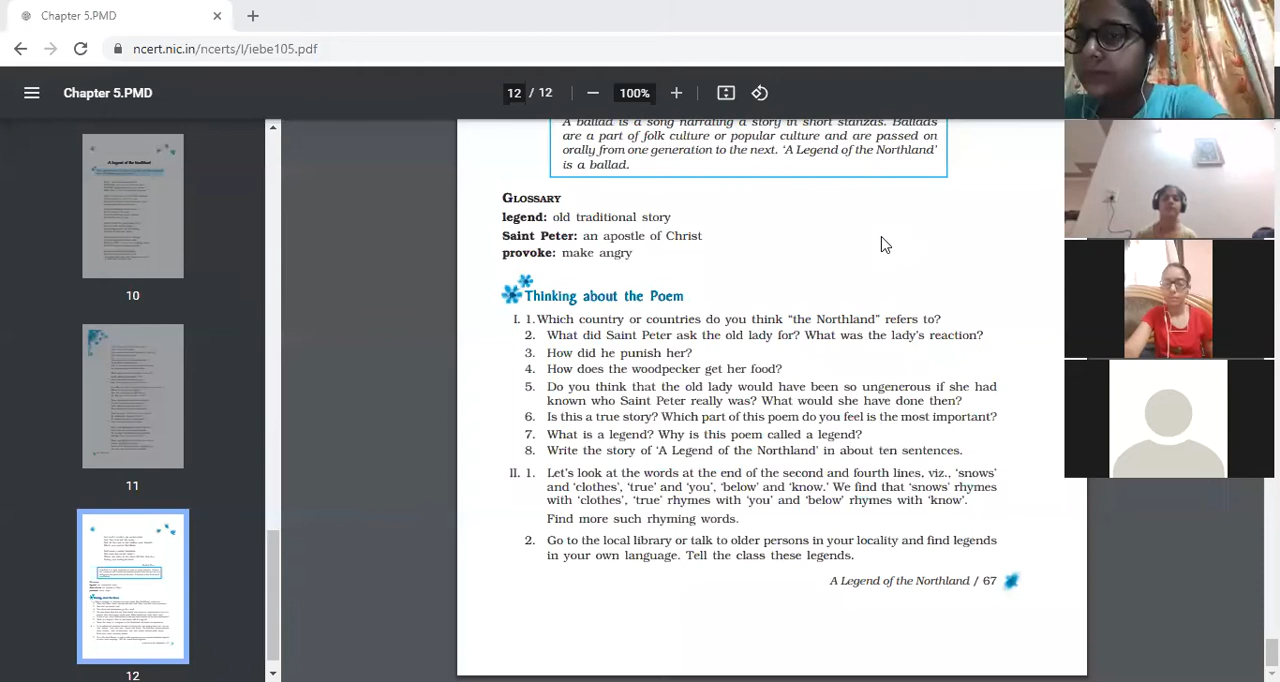 Chapter 5.PMD
ncert.nic.in/ncerts/l/iebe105.pdf
Chapter 5.PMD
12 / 12
100%
A ballad is a song narrating a story in short stanzas. Ballads
are a part of folk culture or popular culture and are passed on
orally from one generation to the next. ‘A Legend of the Northland’
is a ballad.
GLOSSARY
legend: old traditional story
Saint Peter: an apostle of Christ
provoke: make angry
Thinking about the Poem
I. 1. Which country or countries do you think “the Northland” refers to?
2. What did Saint Peter ask the old lady for? What was the lady’s reaction?
3. How did he punish her?
4. How does the woodpecker get her food?
5. Do you think that the old lady would have been so ungenerous if she had
known who Saint Peter really was? What would she have done then?
6. Is this a true story? Which part of this poem do you feel is the most important?
7. What is a legend? Why is this poem called a legend?
8. Write the story of ‘A Legend of the Northland’ in about ten sentences.
II. 1. Let’s look at the words at the end of the second and fourth lines, viz., ‘snows’
and ‘clothes’, ‘true’ and ‘you’, ‘below’ and ‘know.’ We find that ‘snows’ rhymes
with ‘clothes’, ‘true’ rhymes with ‘you’ and ‘below’ rhymes with ‘know’.
Find more such rhyming words.
2. Go to the local library or talk to older persons in your locality and find legends
in your own language. Tell the class these legends.
A Legend of the Northland / 67
10
11
12